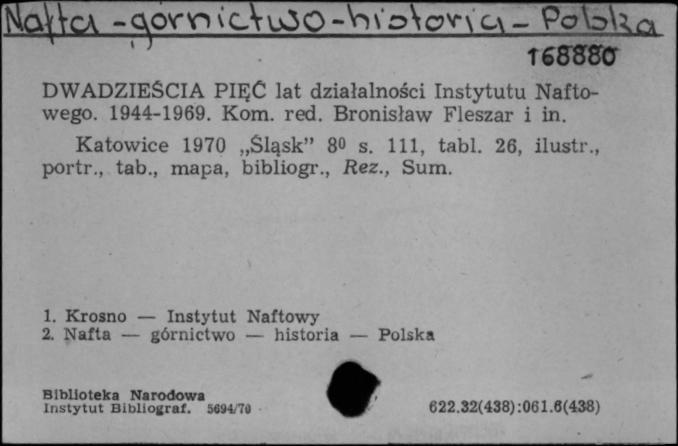 Nafta - górnictwo - historia - Polska
168880
DWADZIEŚCIA PIĘĆ lat działalności Instytutu Nafto-
wego. 1944-1969. Kom. red. Bronisław Fleszar i in.
Katowice 1970 „Śląsk” 8⁰ s. 111, tabl. 26, ilustr.,
portr., tab., mapa, bibliogr., Rez., Sum.
1. Krosno — Instytut Naftowy
2. Nafta — górnictwo — historia — Polska
Biblioteka Narodowa
Instytut Bibliograf. 5694/70
622.32(438):061.6(438)